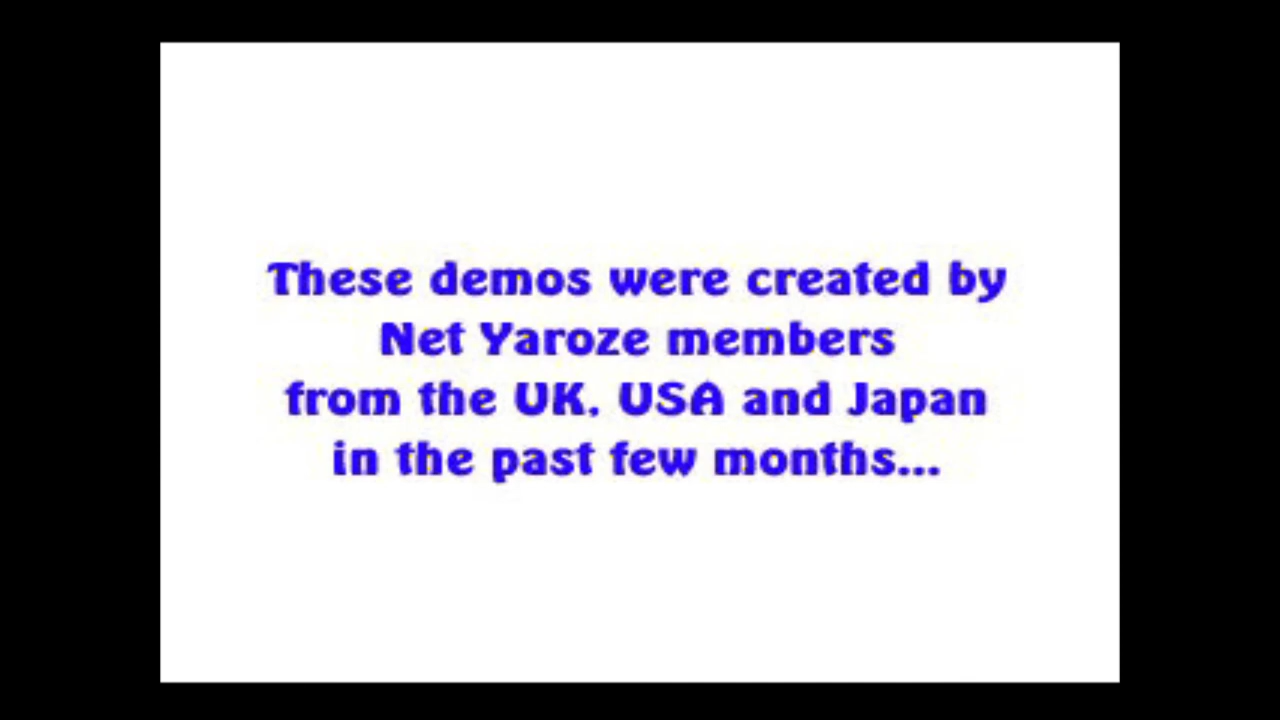 These demos were created by
Net Yaroze members
from the UK, USA and Japan
in the past few months...